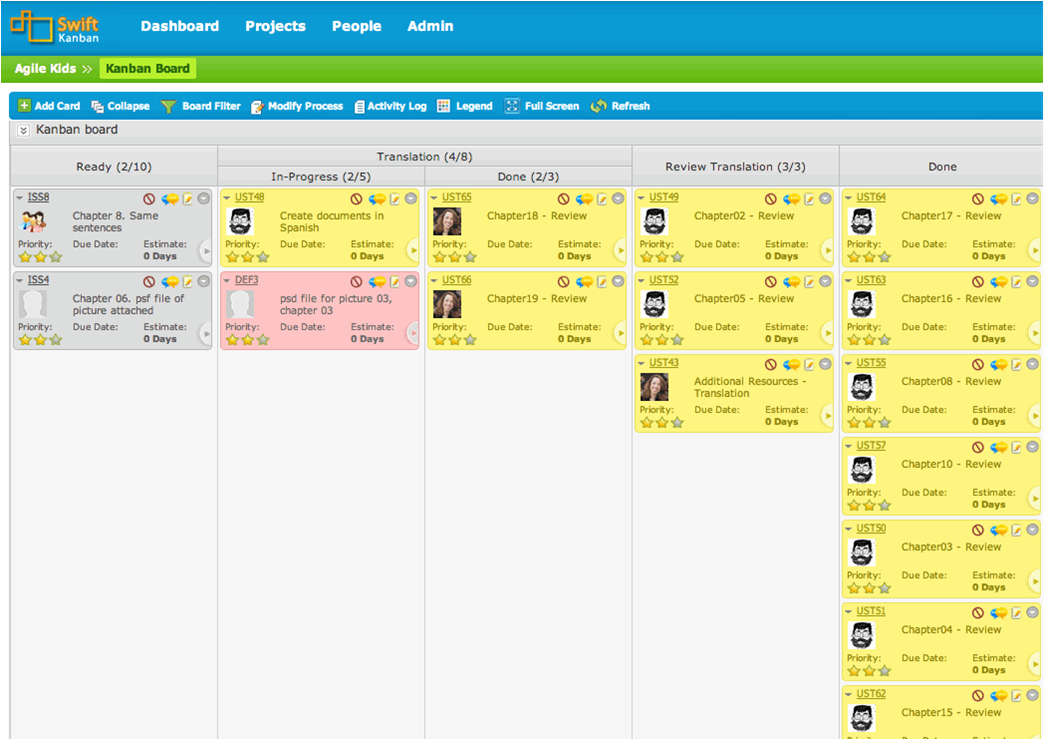 Swift
Kanban
Dashboard Projects People Admin
Agile Kids >> Kanban Board
Add Card Collapse Board Filter Modify Process Activity Log Legend Full Screen Refresh
Kanban board
Ready (2/10)
Translation (4/8)
In-Progress (2/5)
Done (2/3)
Review Translation (3/3)
Done
ISS8
Chapter 8. Same
sentences
Priority: Due Date: Estimate:
0 Days
ISS4
Chapter 06. psf file of
picture attached
Priority: Due Date: Estimate:
0 Days
UST48
Create documents in
Spanish
Priority: Due Date: Estimate:
0 Days
DEF3
psd file for picture 03,
chapter 03
Priority: Due Date: Estimate:
0 Days
UST65
Chapter18 - Review
Priority: Due Date: Estimate:
0 Days
UST66
Chapter19 - Review
Priority: Due Date: Estimate:
0 Days
UST49
Chapter02 - Review
Priority: Due Date: Estimate:
0 Days
UST52
Chapter05 - Review
Priority: Due Date: Estimate:
0 Days
UST43
Additional Resources -
Translation
Priority: Due Date: Estimate:
0 Days
UST64
Chapter17 - Review
Priority: Due Date: Estimate:
0 Days
UST63
Chapter16 - Review
Priority: Due Date: Estimate:
0 Days
UST55
Chapter08 - Review
Priority: Due Date: Estimate:
0 Days
UST57
Chapter10 - Review
Priority: Due Date: Estimate:
0 Days
UST50
Chapter03 - Review
Priority: Due Date: Estimate:
0 Days
UST51
Chapter04 - Review
Priority: Due Date: Estimate:
0 Days
UST62
Chapter15 - Review